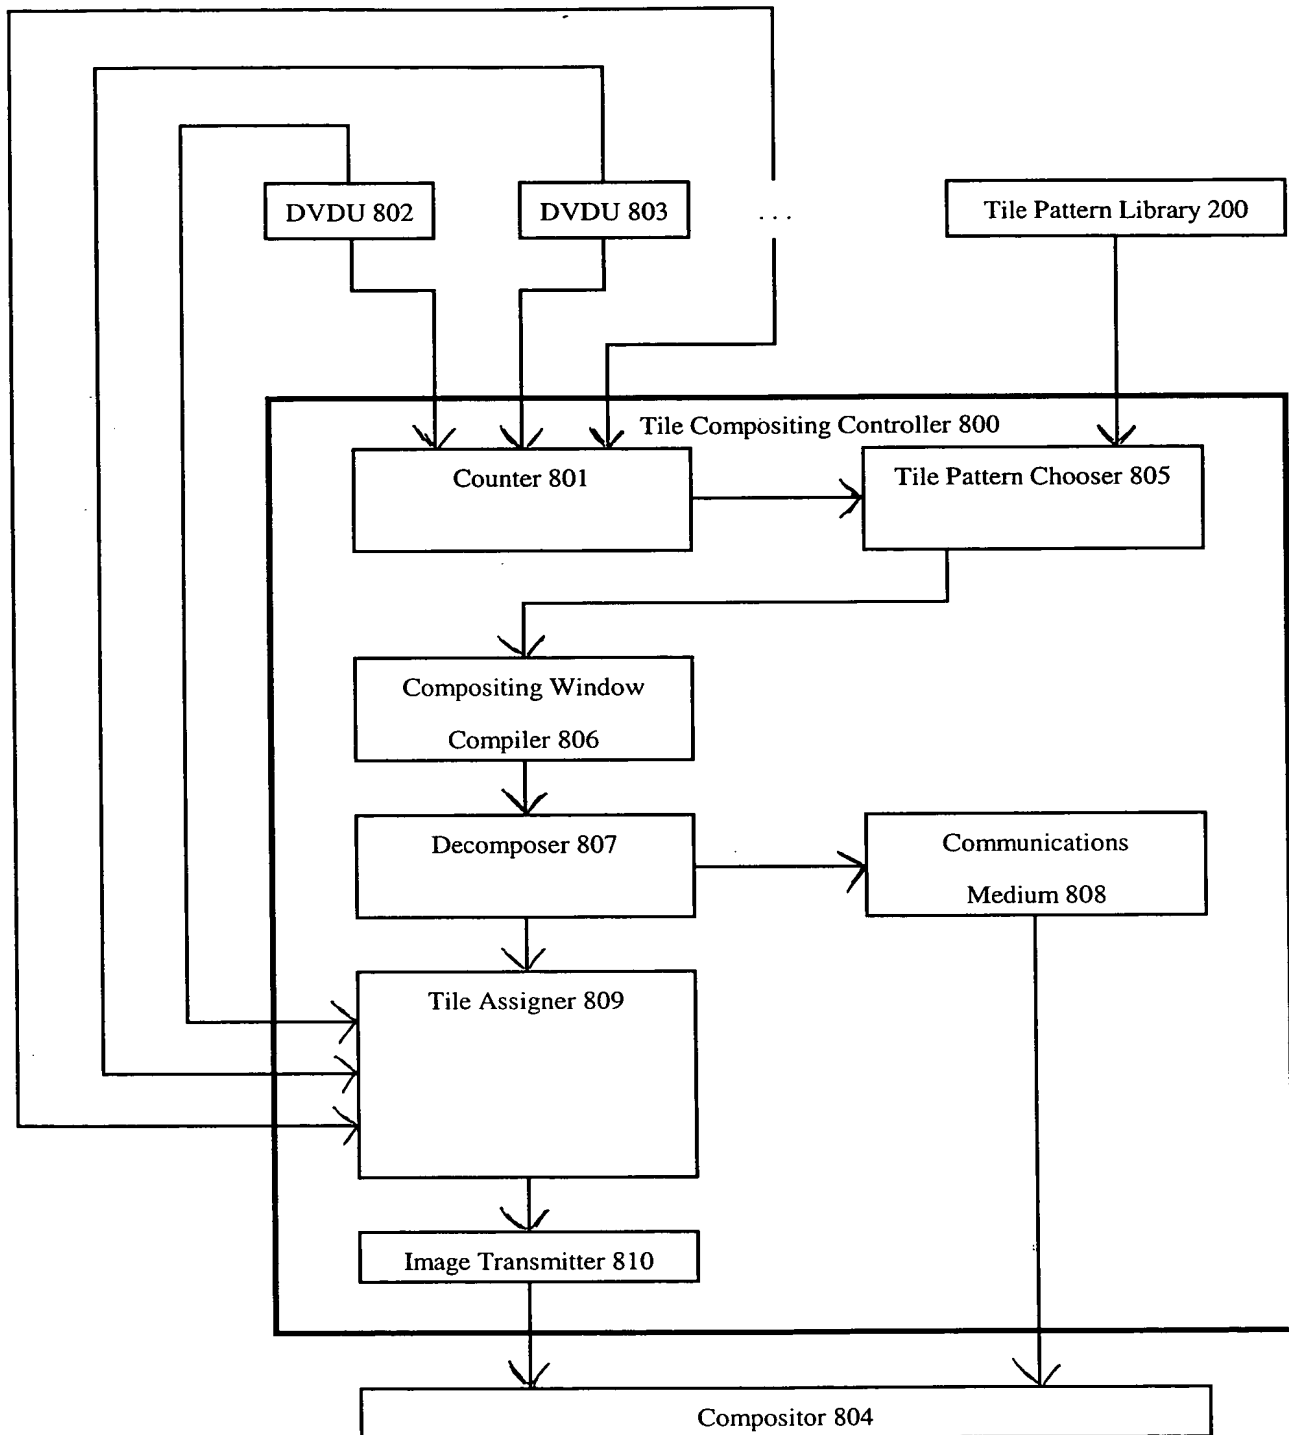 DVDU 802
DVDU 803
...
Tile Pattern Library 200
Tile Compositing Controller 800
Counter 801
Tile Pattern Chooser 805
Compositing Window
Compiler 806
Decomposer 807
Communications
Medium 808
Tile Assigner 809
Image Transmitter 810
Compositor 804